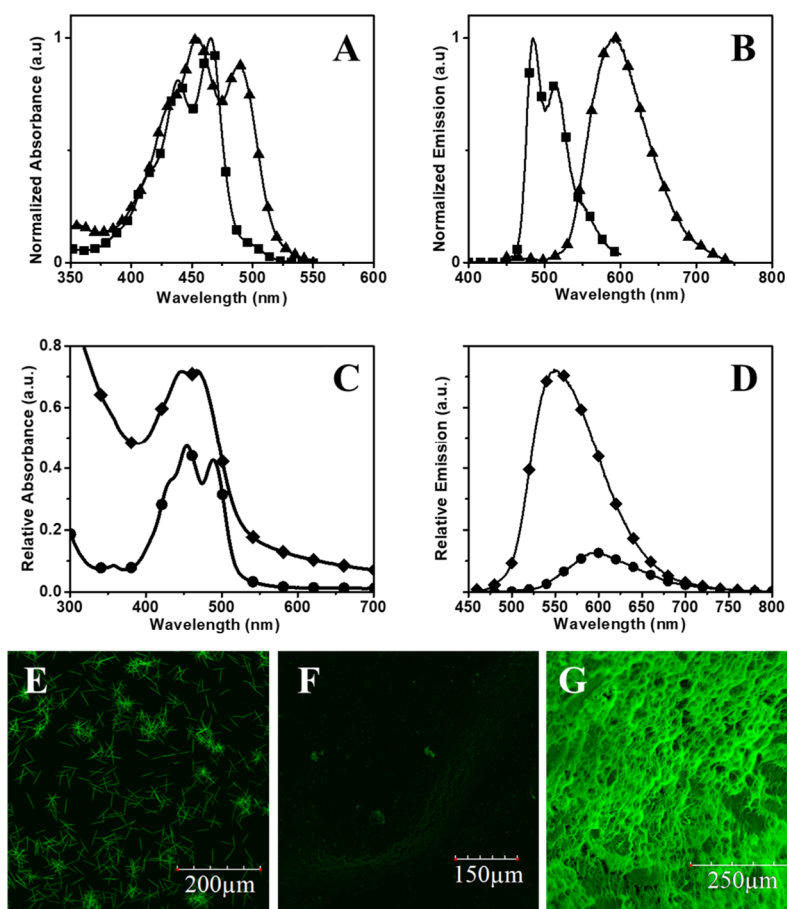 A
B
Normalized Absorbance (a.u)
1
0
350 400 450 500 550 600
Wavelength (nm)
Normalized Emission (a.u)
1
0
400 500 600 700 800
Wavelength (nm)
C
D
Relative Absorbance (a.u.)
0.8
0.6
0.4
0.2
0.0
300 400 500 600 700
Wavelength (nm)
Relative Emission (a.u.)
450 500 550 600 650 700 750 800
Wavelength (nm)
E
F
G
200µm
150µm
250µm